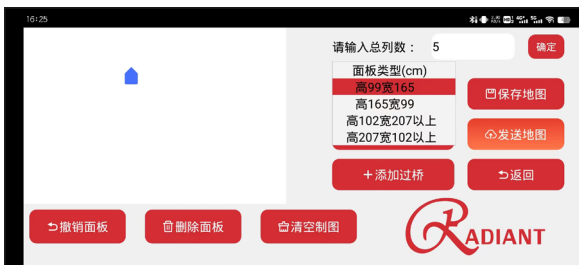 16:25
请输入总列数： 5 确定
面板类型(cm)
高99宽165
高165宽99
高102宽207以上
高207宽102以上
保存地图
发送地图
+添加过桥 返回
撤销面板 删除面板 清空制图
RADIANT